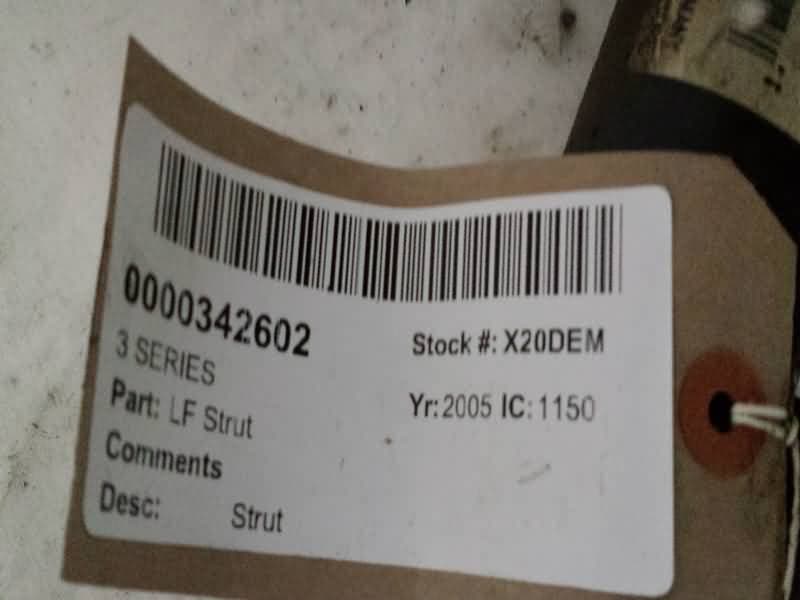 0000342602
3 SERIES
Stock #: X20DEM
Part: LF Strut
Yr: 2005 IC: 1150
Comments
Desc: Strut